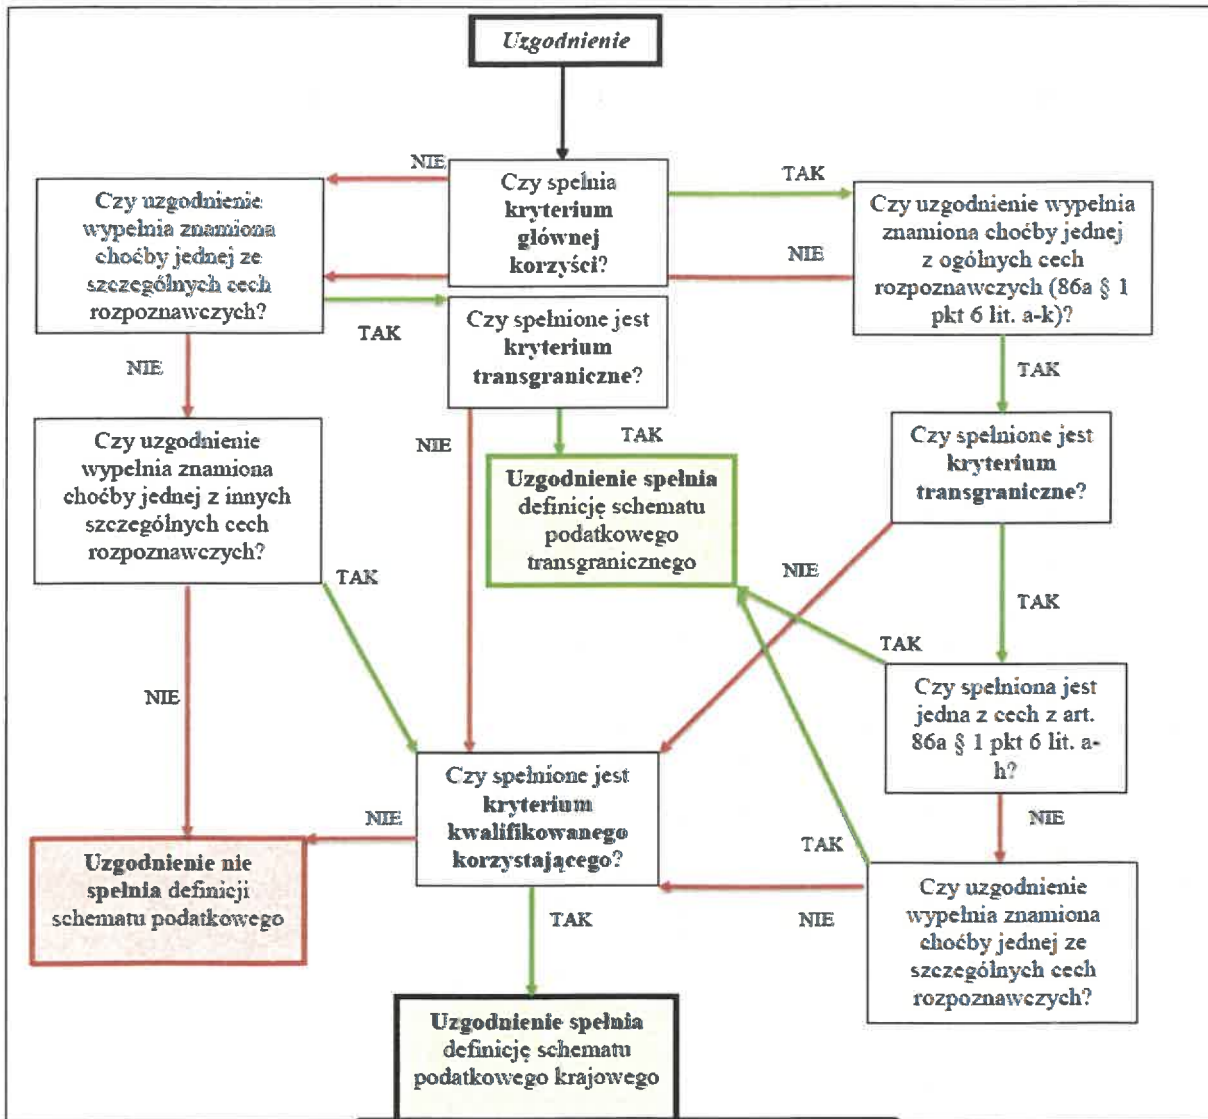 Uzgodnienie
NIE
TAK
Czy spełnia
kryterium
głównej
korzyści?
Czy uzgodnienie
wypełnia znamiona
choćby jednej ze
szczególnych cech
rozpoznawczych?
Czy uzgodnienie wypełnia
znamiona choćby jednej
z ogólnych cech
rozpoznawczych (86a § 1
pkt 6 lit. a-k)?
NIE
TAK
Czy spełnione jest
kryterium
transgraniczne?
NIE
TAK
Czy uzgodnienie
wypełnia znamiona
choćby jednej z innych
szczególnych cech
rozpoznawczych?
NIE
TAK
Czy spełnione jest
kryterium
transgraniczne?
Uzgodnienie spełnia
definicję schematu
podatkowego
transgranicznego
TAK
NIE
TAK
TAK
NIE
Czy spełniona jest
jedna z cech z art.
86a § 1 pkt 6 lit. a-
h?
Czy spełnione jest
kryterium
kwalifikowanego
korzystającego?
NIE
NIE
TAK
Uzgodnienie nie
spełnia definicji
schematu podatkowego
Czy uzgodnienie
wypełnia znamiona
choćby jednej ze
szczególnych cech
rozpoznawczych?
TAK
NIE
Uzgodnienie spełnia
definicję schematu
podatkowego krajowego